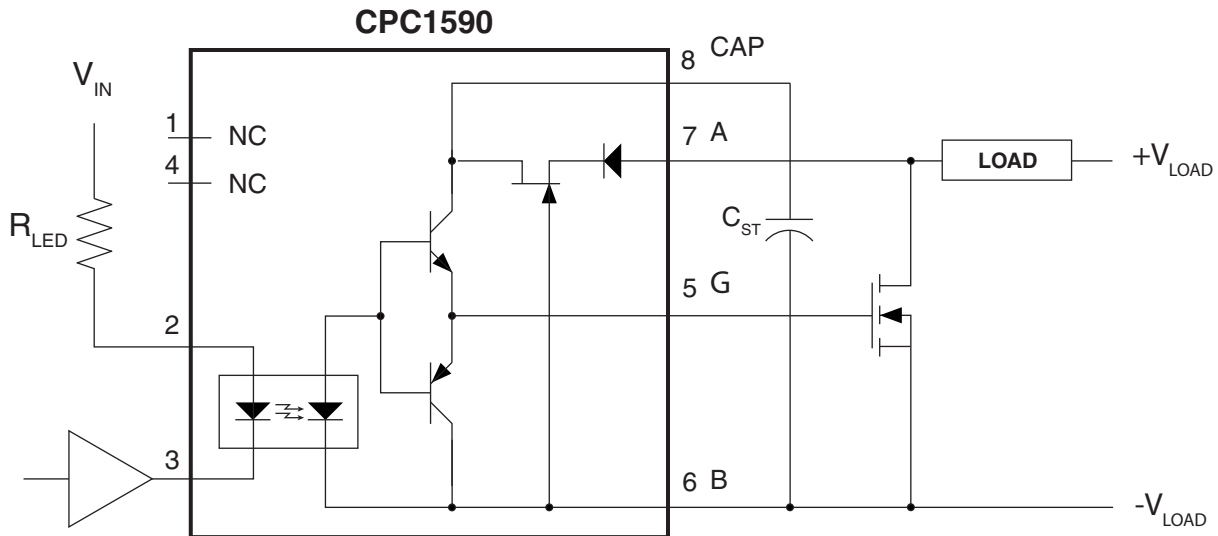 CPC1590
8 CAP
V_IN
1 NC
7 A
LOAD
+V_LOAD
4 NC
R_LED
C_ST
5 G
2
3
6 B
-V_LOAD